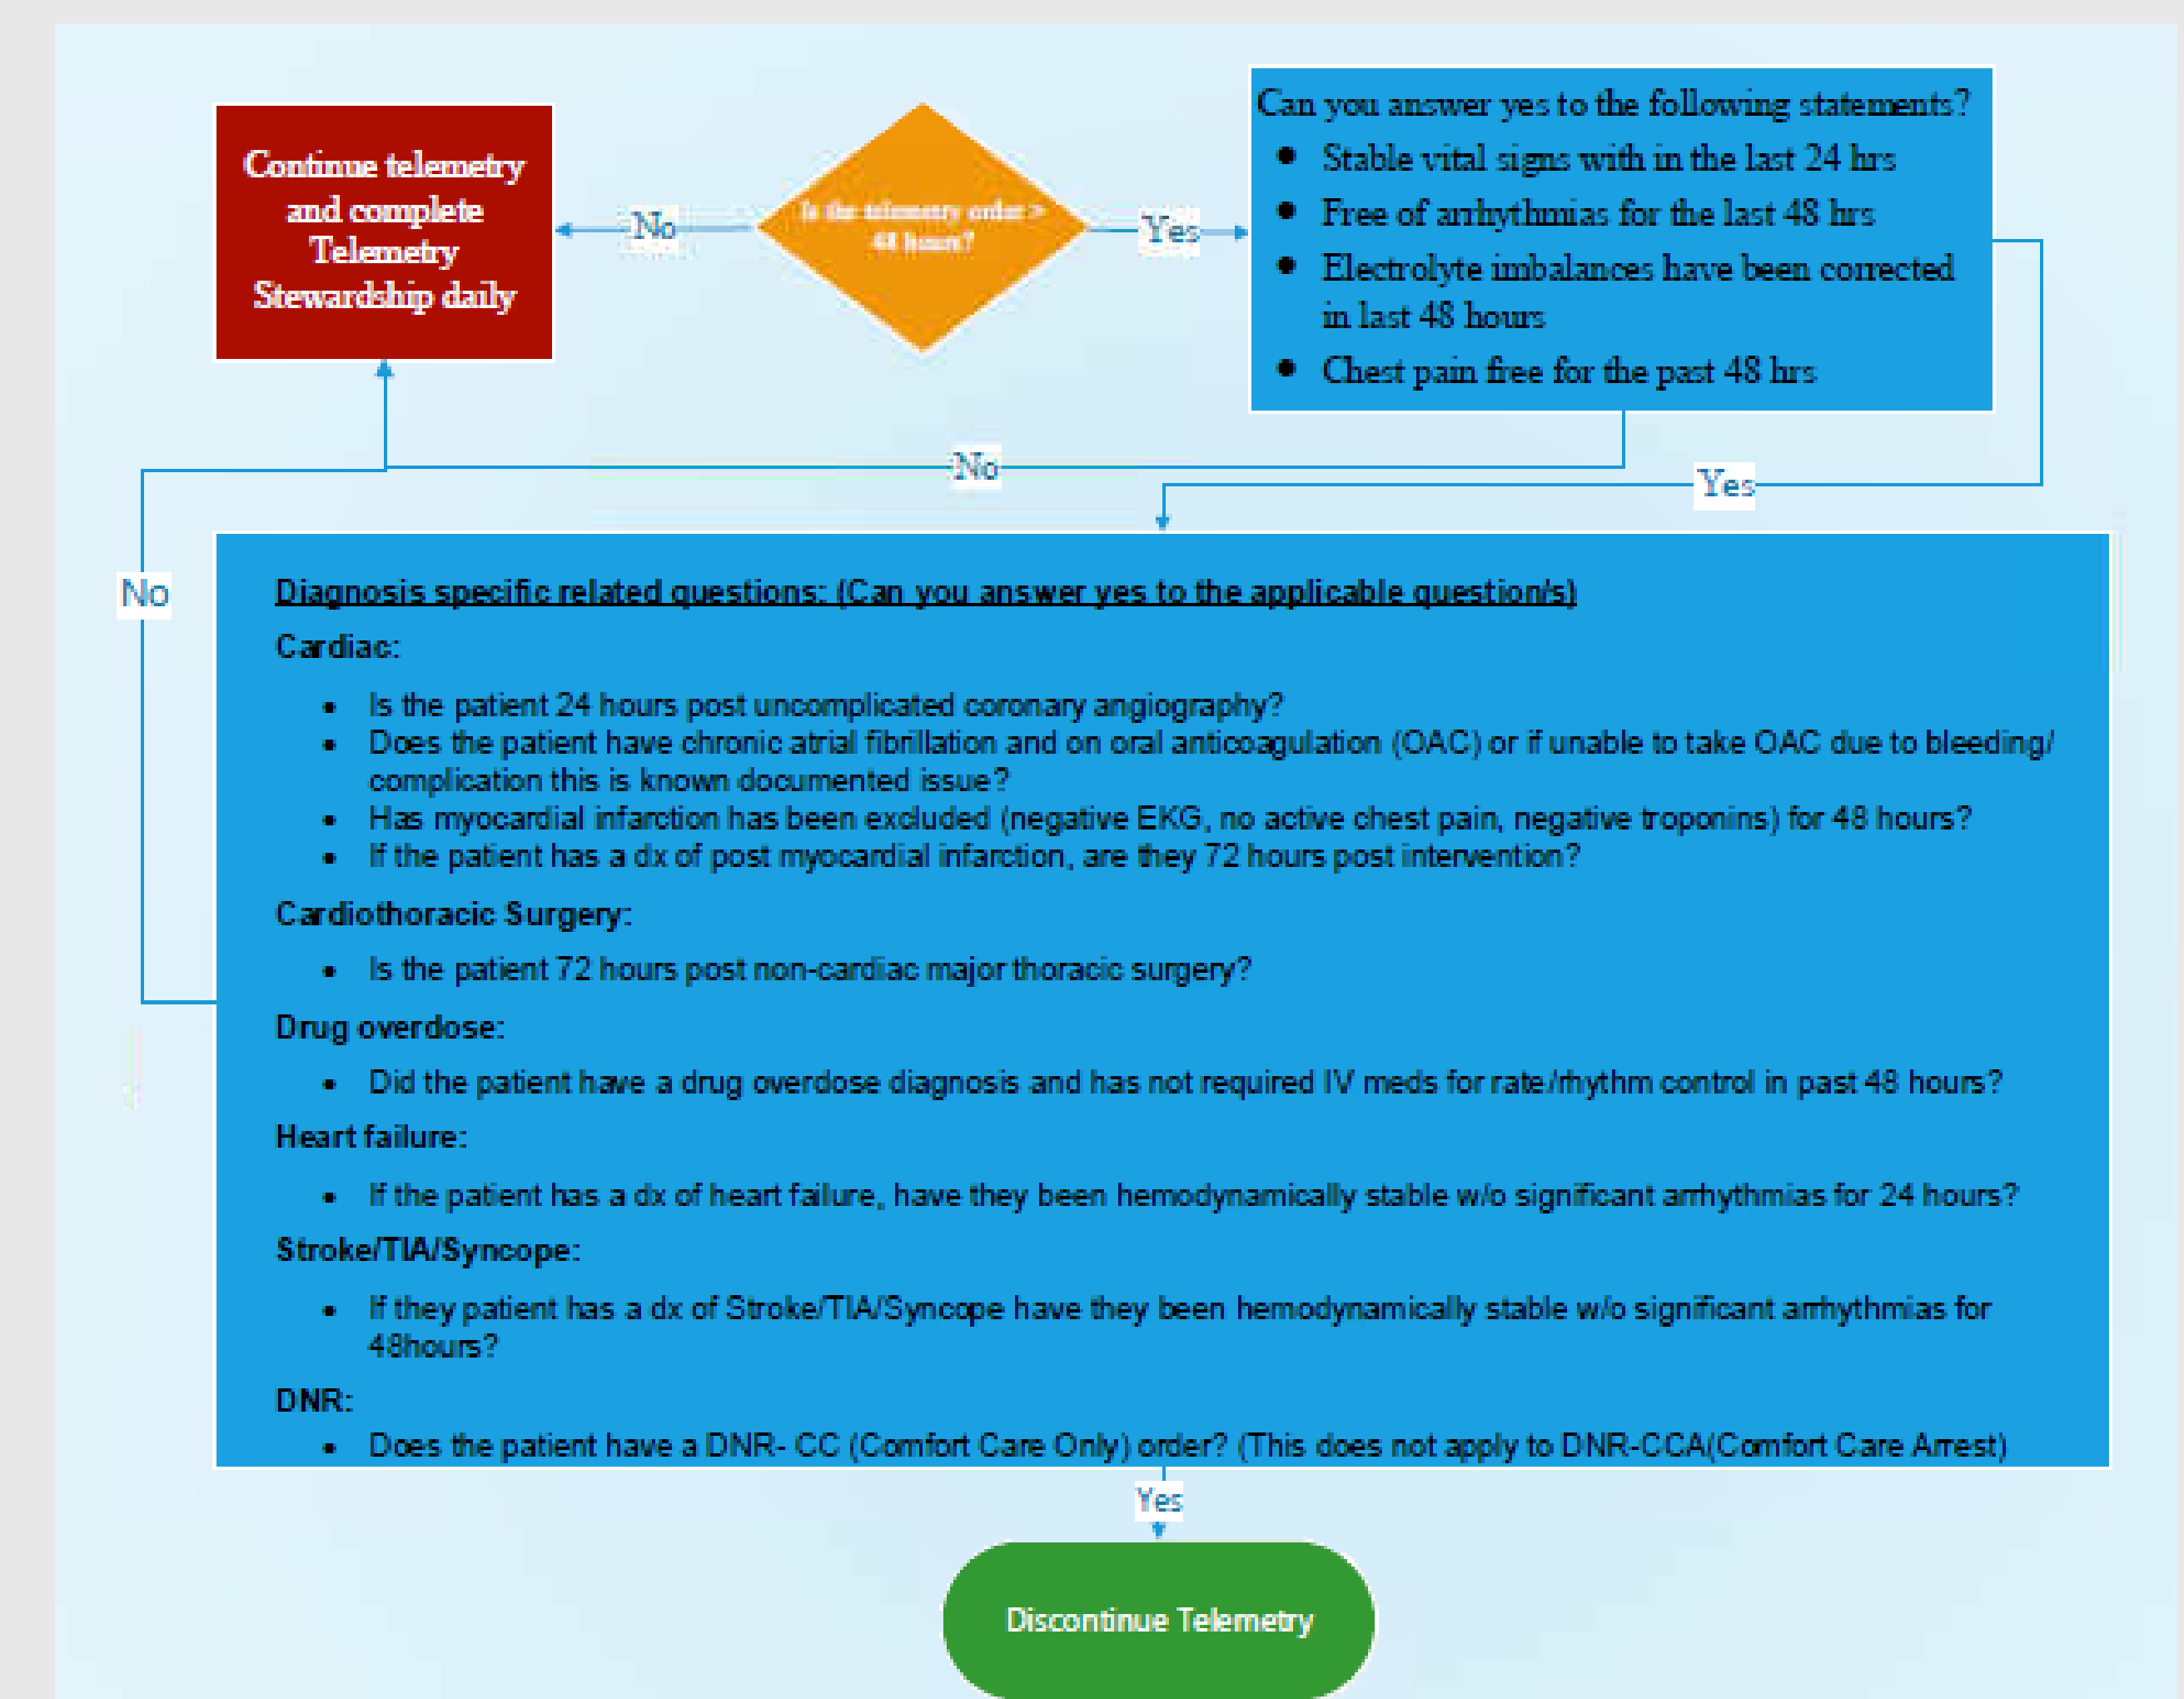 Continue telemetry
and complete
Telemetry
Stewardship daily
No
Is the telemetry order >
48 hours?
Yes
Can you answer yes to the following statements?
• Stable vital signs with in the last 24 hrs
• Free of arrhythmias for the last 48 hrs
• Electrolyte imbalances have been corrected
in last 48 hours
• Chest pain free for the past 48 hrs
No
Yes
No
Diagnosis specific related questions: (Can you answer yes to the applicable question/s)
Cardiac:
• Is the patient 24 hours post uncomplicated coronary angiography?
• Does the patient have chronic atrial fibrillation and on oral anticoagulation (OAC) or if unable to take OAC due to bleeding/
complication this is known documented issue?
• Has myocardial infarction has been excluded (negative EKG, no active chest pain, negative troponins) for 48 hours?
• If the patient has a dx of post myocardial infarction, are they 72 hours post intervention?
Cardiothoracic Surgery:
• Is the patient 72 hours post non-cardiac major thoracic surgery?
Drug overdose:
• Did the patient have a drug overdose diagnosis and has not required IV meds for rate/rhythm control in past 48 hours?
Heart failure:
• If the patient has a dx of heart failure, have they been hemodynamically stable w/o significant arrhythmias for 24 hours?
Stroke/TIA/Syncope:
• If they patient has a dx of Stroke/TIA/Syncope have they been hemodynamically stable w/o significant arrhythmias for
48hours?
DNR:
• Does the patient have a DNR- CC (Comfort Care Only) order? (This does not apply to DNR-CCA(Comfort Care Arrest)
Yes
Discontinue Telemetry